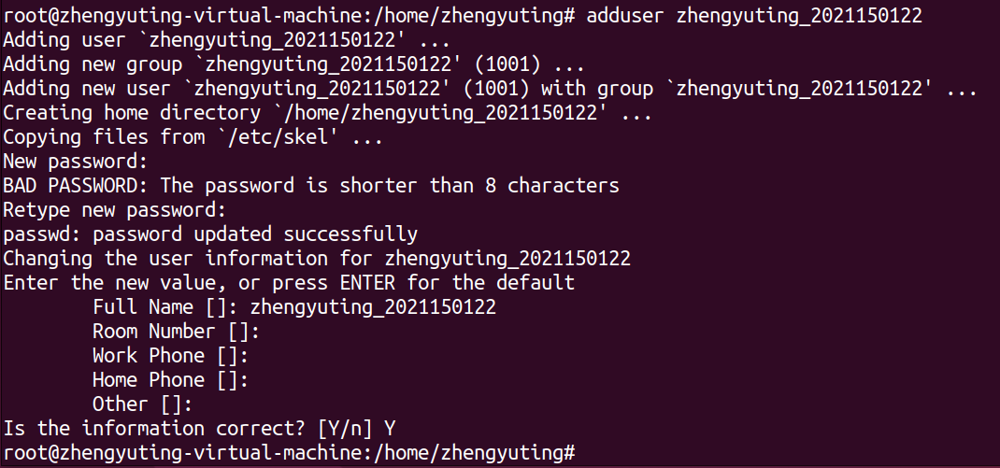 root@zhengyuting-virtual-machine:/home/zhengyuting# adduser zhengyuting_2021150122
Adding user `zhengyuting_2021150122' ...
Adding new group `zhengyuting_2021150122' (1001) ...
Adding new user `zhengyuting_2021150122' (1001) with group `zhengyuting_2021150122' ...
Creating home directory `/home/zhengyuting_2021150122' ...
Copying files from `/etc/skel' ...
New password:
BAD PASSWORD: The password is shorter than 8 characters
Retype new password:
passwd: password updated successfully
Changing the user information for zhengyuting_2021150122
Enter the new value, or press ENTER for the default
        Full Name []: zhengyuting_2021150122
        Room Number []:
        Work Phone []:
        Home Phone []:
        Other []:
Is the information correct? [Y/n] Y
root@zhengyuting-virtual-machine:/home/zhengyuting#